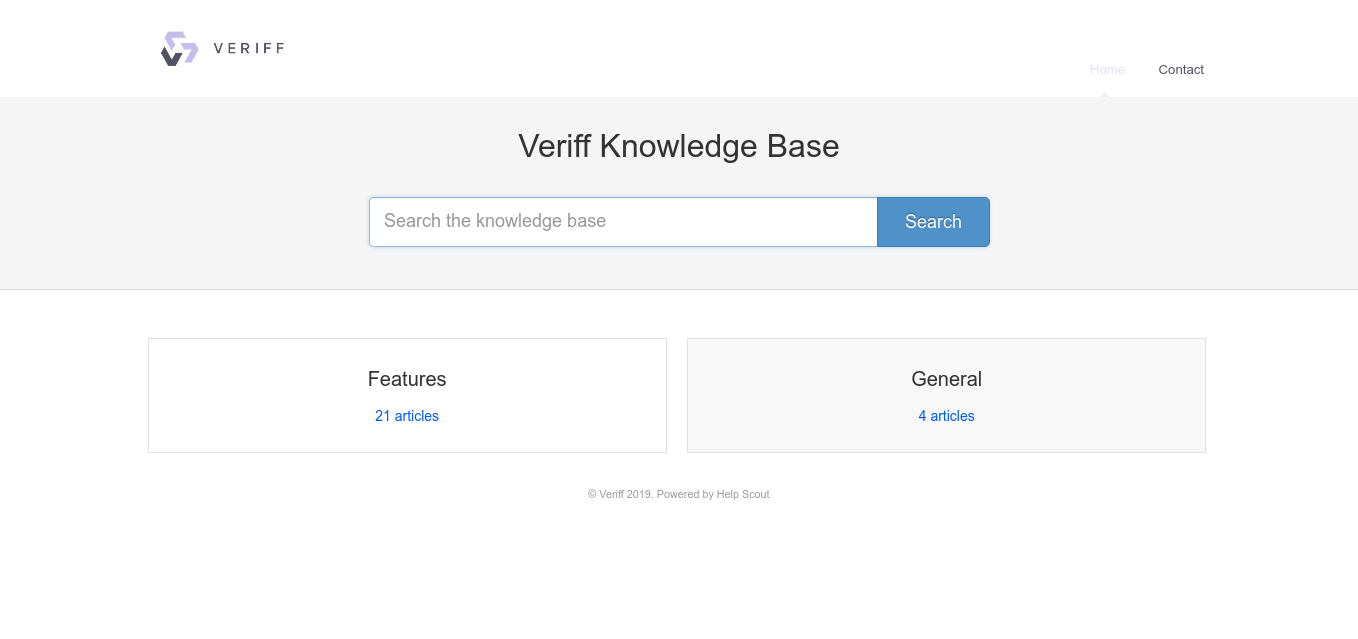 VERIFF
Home
Contact
Veriff Knowledge Base
Search the knowledge base
Search
Features
21 articles
General
4 articles
© Veriff 2019. Powered by Help Scout